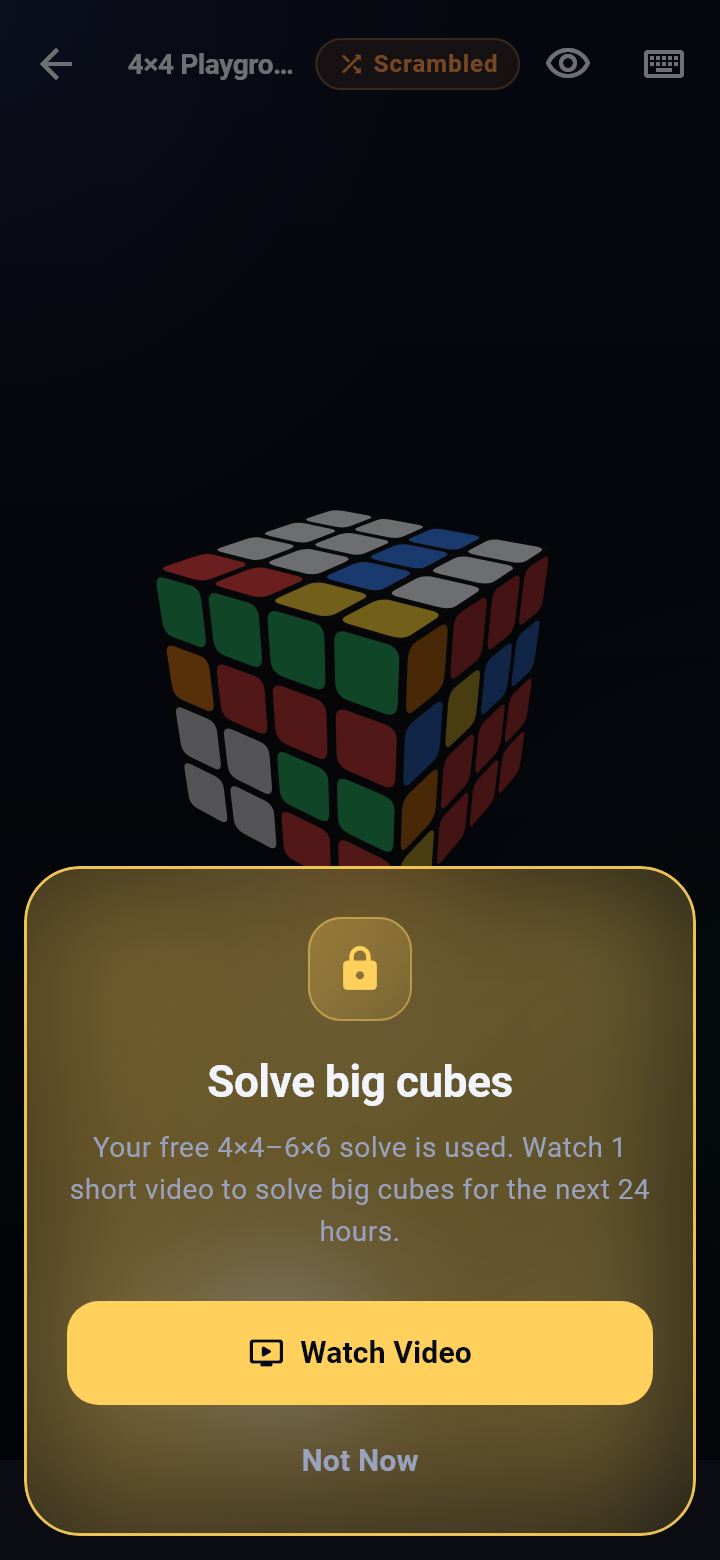 4×4 Playgro...
Scrambled
Solve big cubes
Your free 4×4–6×6 solve is used. Watch 1
short video to solve big cubes for the next 24
hours.
Watch Video
Not Now